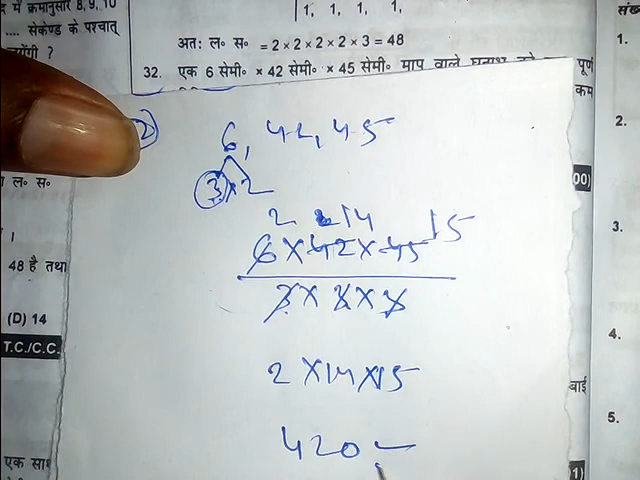 द में क्रमानुसार 8, 9, 10
.... सेकेण्ड के पश्चात्
?
1, 1, 1, 1,
अतः ल० स० = 2 × 2 × 2 × 2 × 3 = 48
32. एक 6 सेमी० × 42 सेमी० × 45 सेमी० माप वाले
पूर्ण
कम
ल० स०
48 है तथा
(D) 14
T.C./C.C.
एक
6, 42, 45
3 × 2
2 14 15
6 × 42 × 45
3 × 3 × 3
2 × 14 × 15
420
00)
बाई
1)
संख
1.
2.
3.
4.
5.